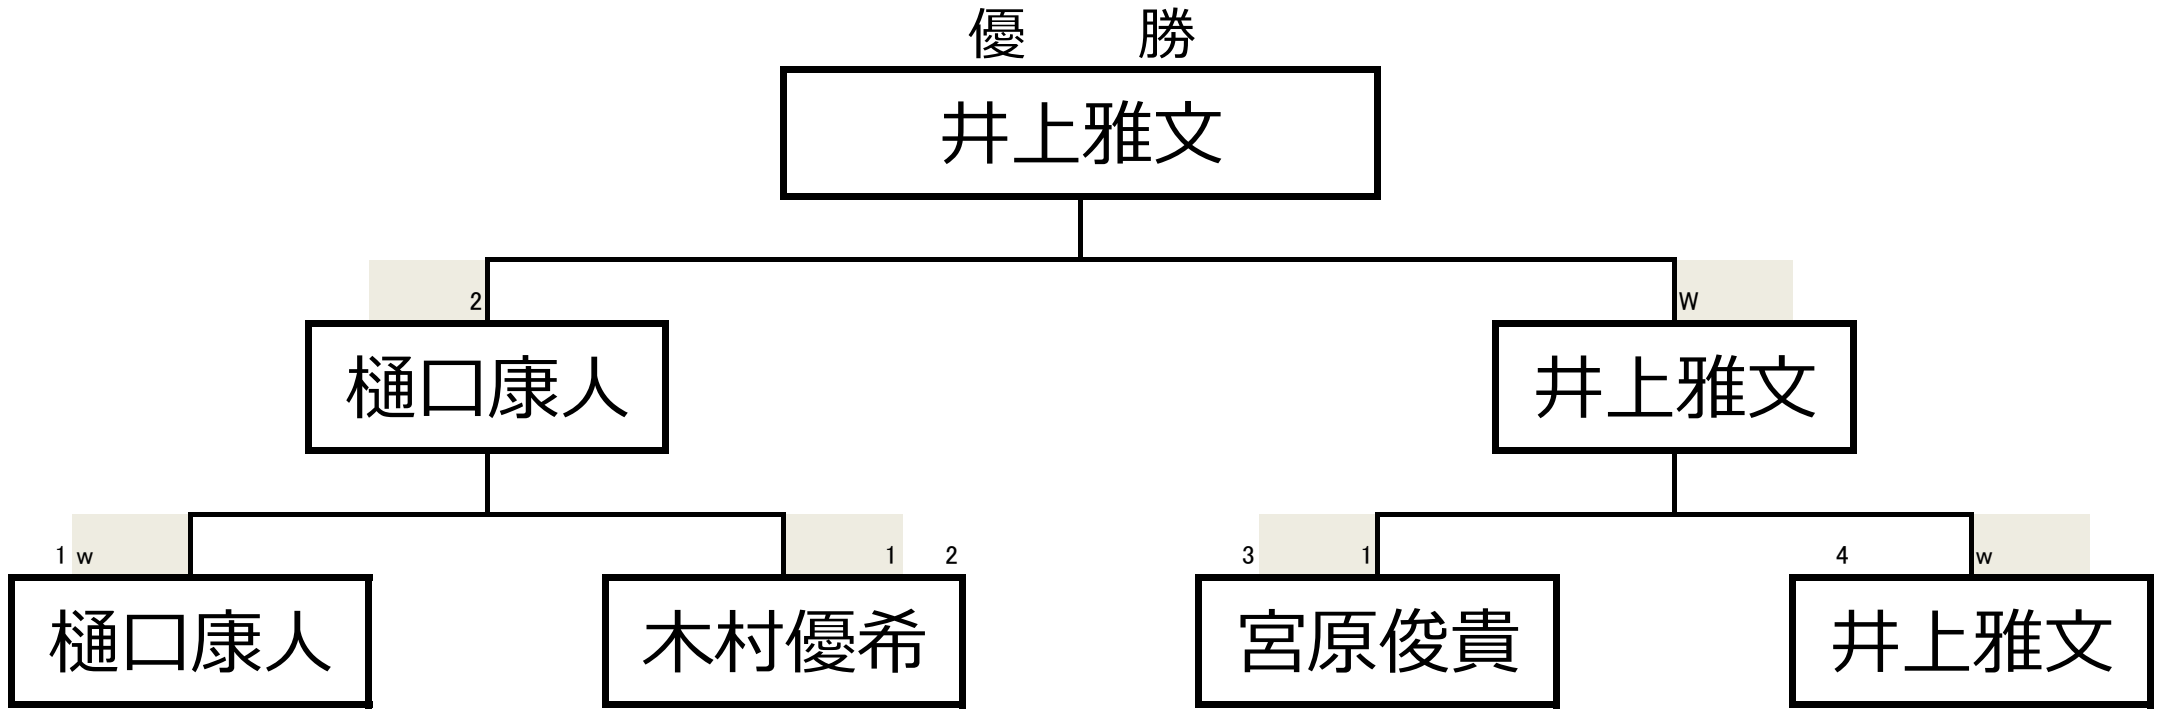 優　勝
井上雅文
2 W
樋口康人 井上雅文
1 w 1 2 3 1 4 w
樋口康人 木村優希 宮原俊貴 井上雅文